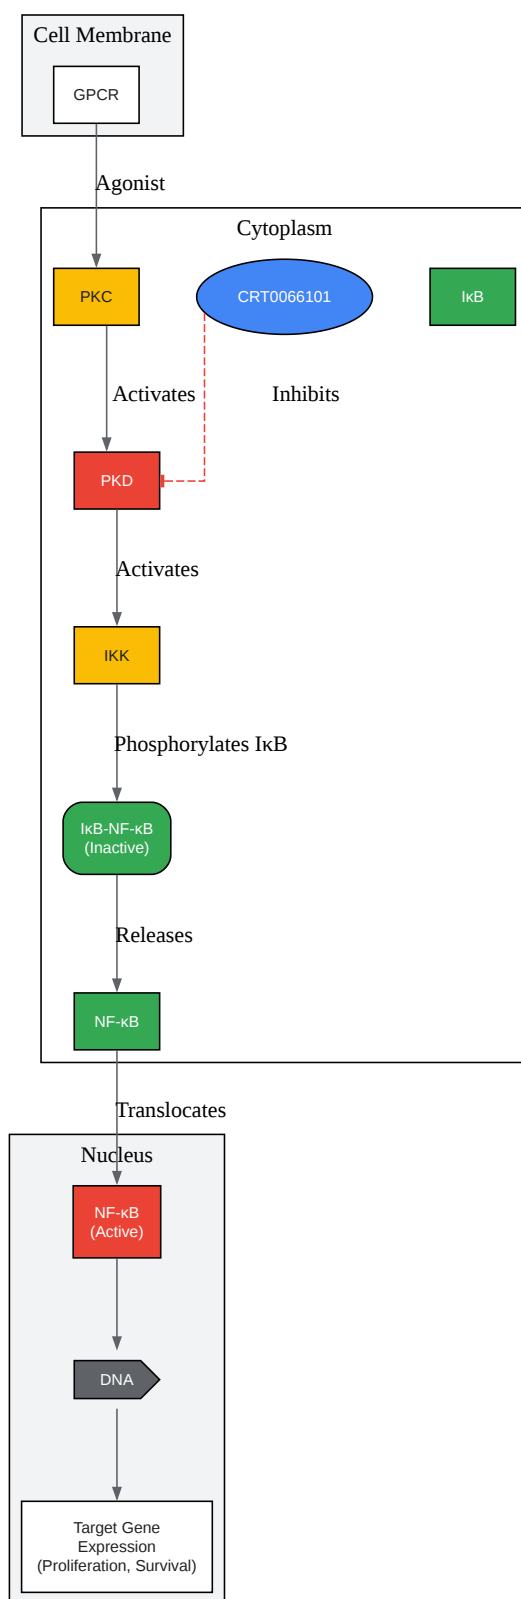 Cell Membrane
GPCR
Agonist
Cytoplasm
PKC
CRT0066101
IκB
Activates
Inhibits
PKD
Activates
IKK
Phosphorylates IκB
IκB-NF-κB
(Inactive)
Releases
NF-κB
Translocates
Nucleus
NF-κB
(Active)
DNA
Target Gene
Expression
(Proliferation, Survival)